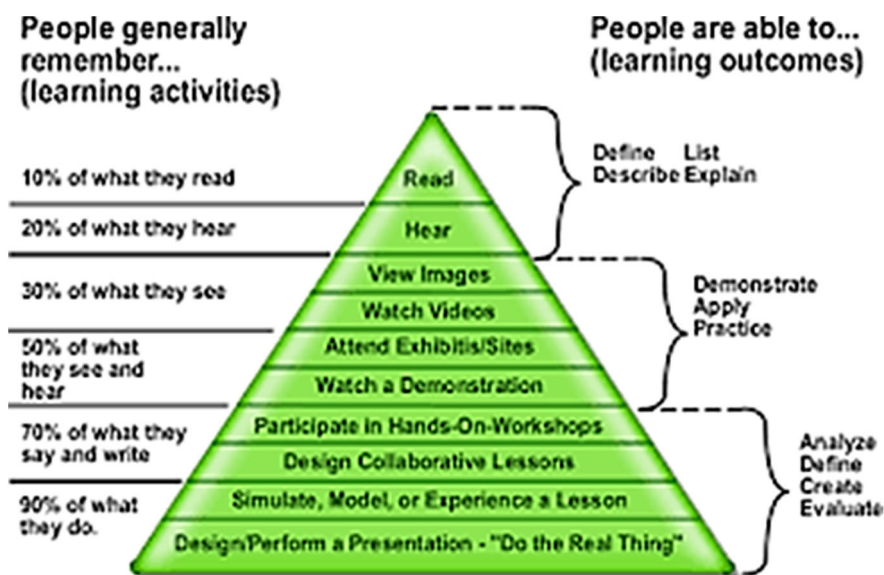 People generally
remember...
(learning activities)
People are able to...
(learning outcomes)
10% of what they read
20% of what they hear
30% of what they see
50% of what
they see and
hear
70% of what they
say and write
90% of what
they do.
Read
Hear
View Images
Watch Videos
Attend Exhibitis/Sites
Watch a Demonstration
Participate in Hands-On-Workshops
Design Collaborative Lessons
Simulate, Model, or Experience a Lesson
Design/Perform a Presentation - "Do the Real Thing"
Define List
Describe Explain
Demonstrate
Apply
Practice
Analyze
Define
Create
Evaluate